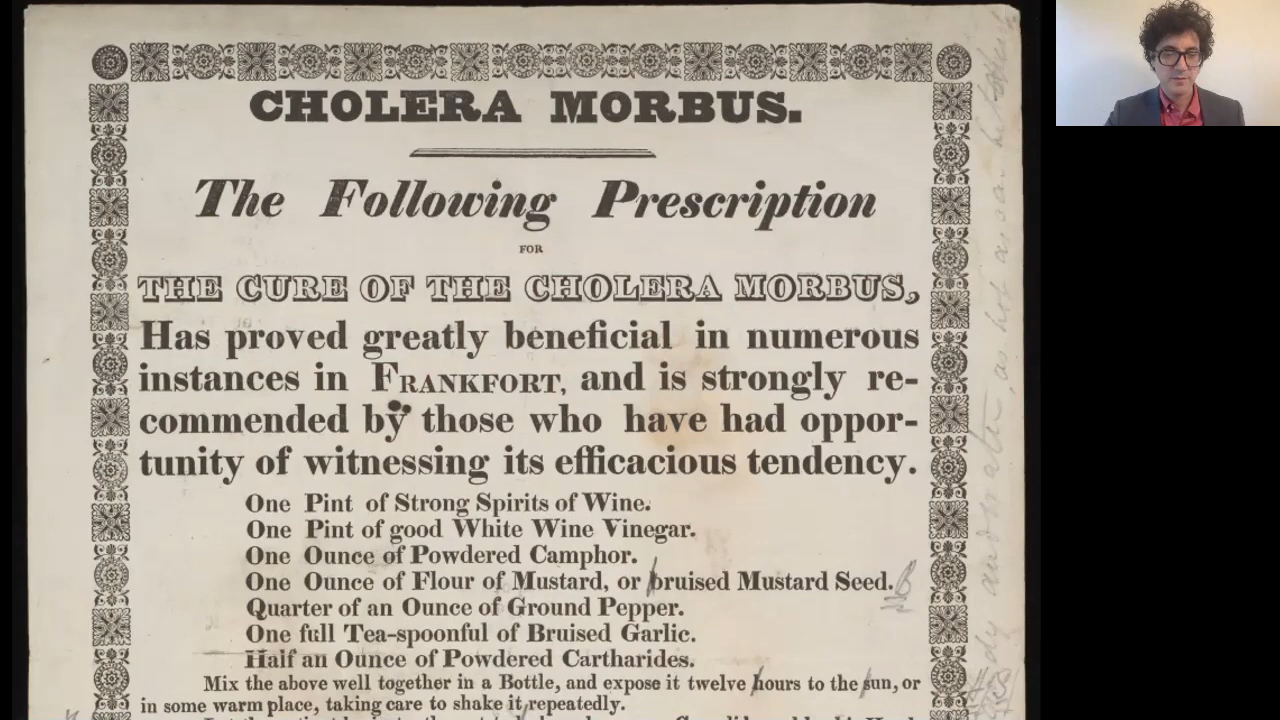 CHOLERA MORBUS.
The Following Prescription
FOR
THE CURE OF THE CHOLERA MORBUS,
Has proved greatly beneficial in numerous
instances in FRANKFORT, and is strongly re-
commended by those who have had oppor-
tunity of witnessing its efficacious tendency.
One Pint of Strong Spirits of Wine.
One Pint of good White Wine Vinegar.
One Ounce of Powdered Camphor.
One Ounce of Flour of Mustard, or bruised Mustard Seed.
Quarter of an Ounce of Ground Pepper.
One full Tea-spoonful of Bruised Garlic.
Half an Ounce of Powdered Cartharides.
Mix the above well together in a Bottle, and expose it twelve hours to the sun, or
in some warm place, taking care to shake it repeatedly.